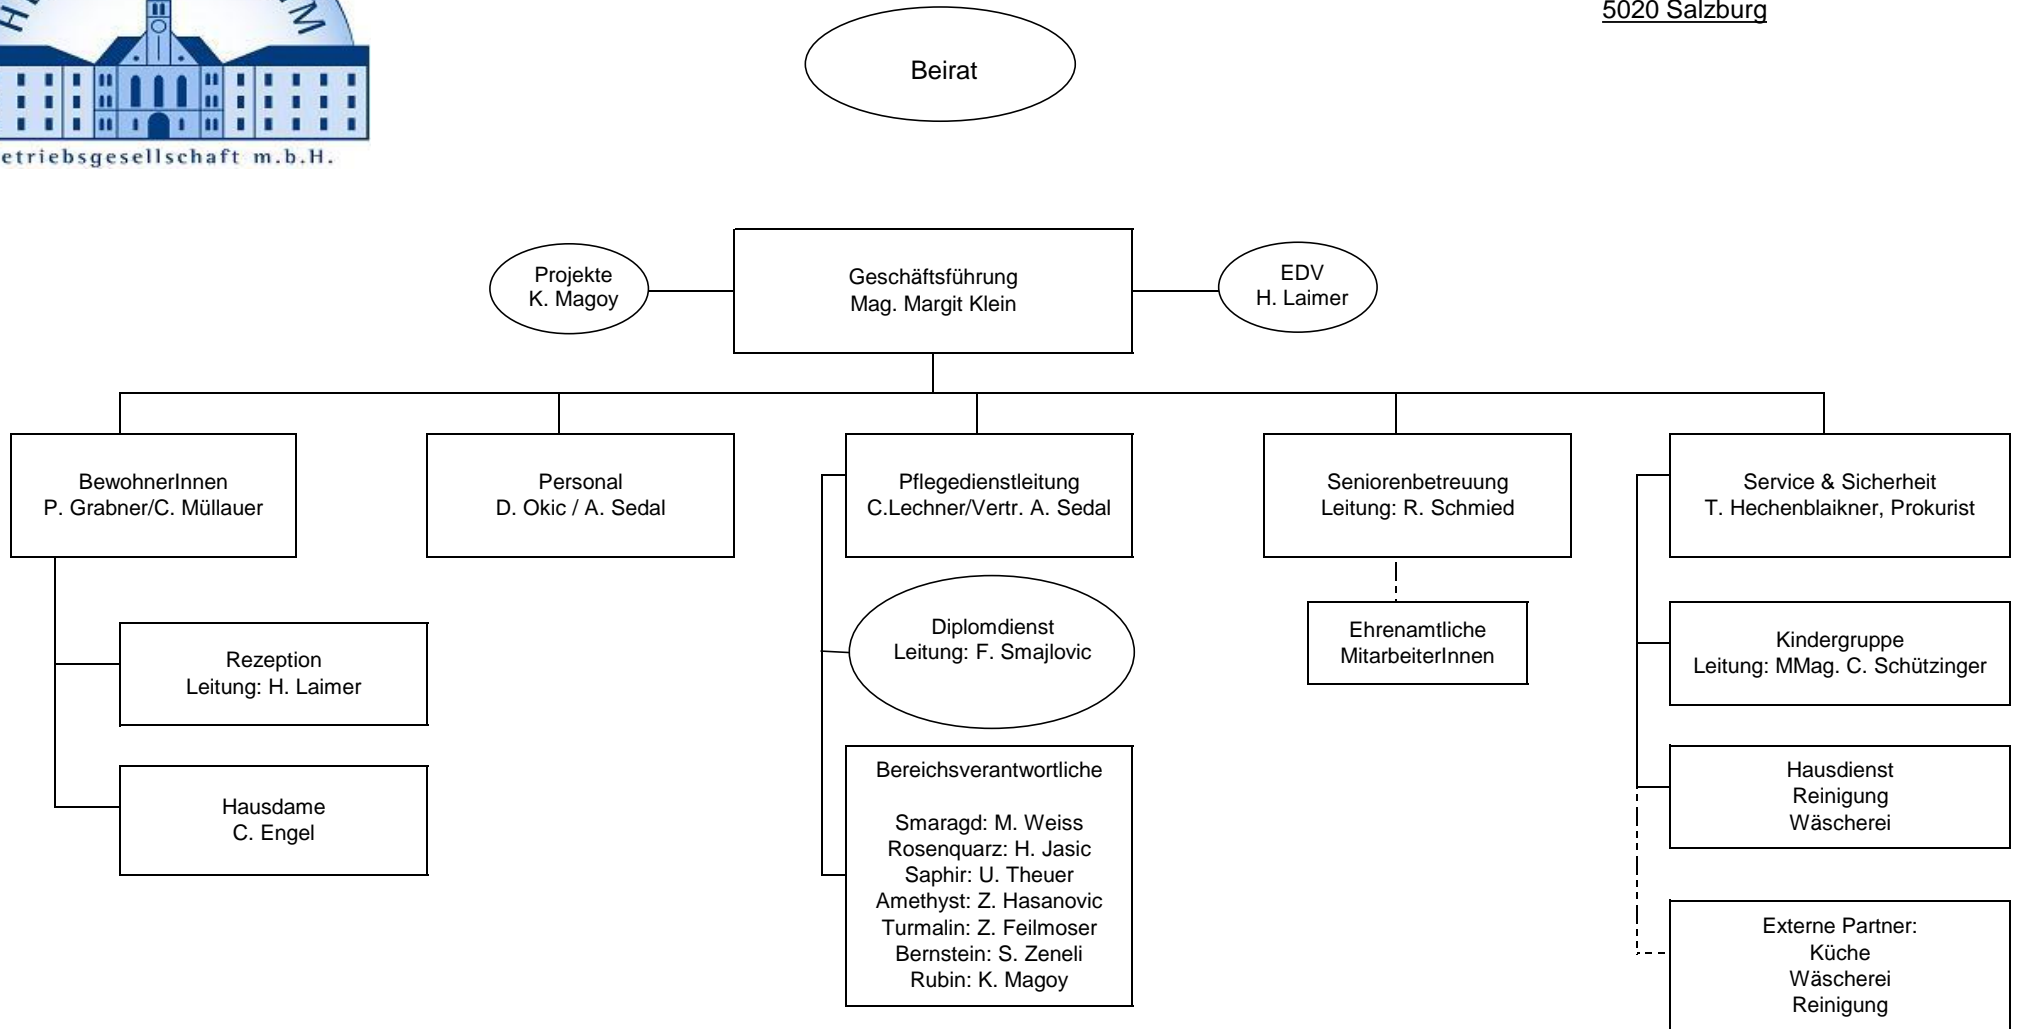 etriebsgesellschaft m.b.H.
5020 Salzburg
Beirat
Projekte
K. Magoy
Geschäftsführung
Mag. Margit Klein
EDV
H. Laimer
BewohnerInnen
P. Grabner/C. Müllauer
Personal
D. Okic / A. Sedal
Pflegedienstleitung
C.Lechner/Vertr. A. Sedal
Seniorenbetreuung
Leitung: R. Schmied
Service & Sicherheit
T. Hechenblaikner, Prokurist
Rezeption
Leitung: H. Laimer
Hausdame
C. Engel
Diplomdienst
Leitung: F. Smajlovic
Bereichsverantwortliche
Smaragd: M. Weiss
Rosenquarz: H. Jasic
Saphir: U. Theuer
Amethyst: Z. Hasanovic
Turmalin: Z. Feilmoser
Bernstein: S. Zeneli
Rubin: K. Magoy
Ehrenamtliche
MitarbeiterInnen
Kindergruppe
Leitung: MMag. C. Schützinger
Hausdienst
Reinigung
Wäscherei
Externe Partner:
Küche
Wäscherei
Reinigung